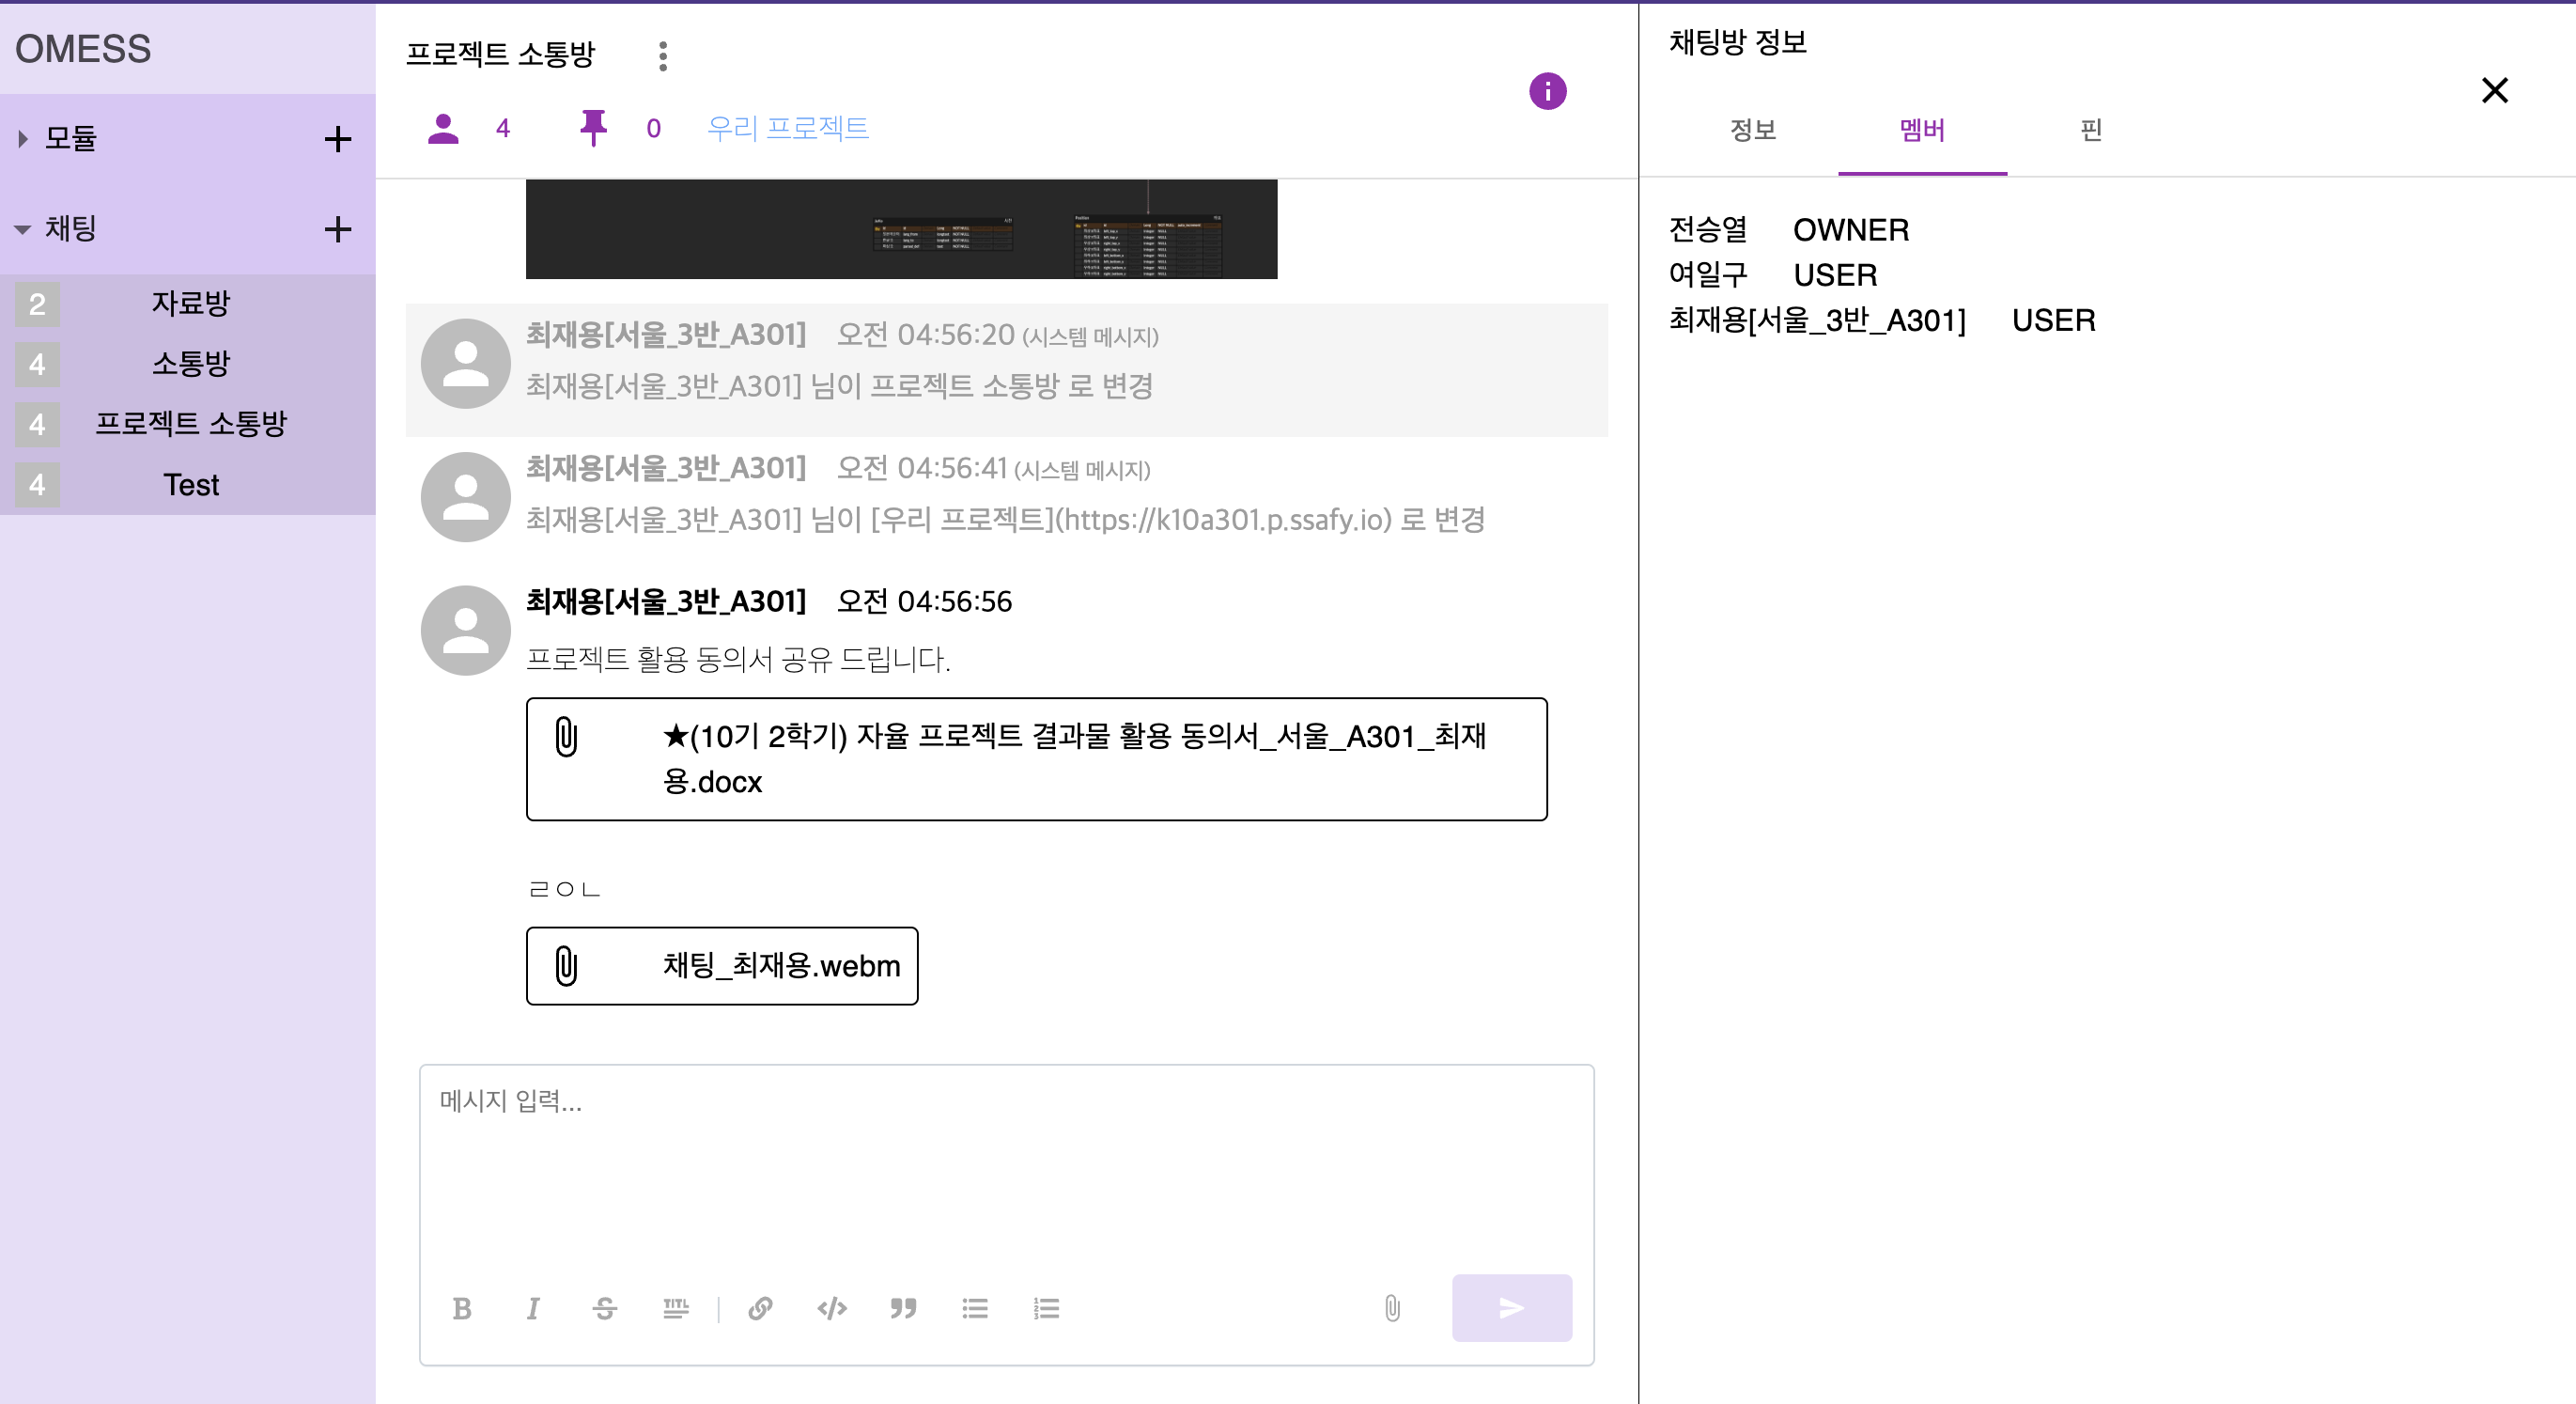 OMESS
모듈
채팅
2 자료방
4 소통방
4 프로젝트 소통방
4 Test
프로젝트 소통방
4 0 우리 프로젝트
최재용[서울_3반_A301] 오전 04:56:20 (시스템 메시지)
최재용[서울_3반_A301] 님이 프로젝트 소통방 로 변경
최재용[서울_3반_A301] 오전 04:56:41 (시스템 메시지)
최재용[서울_3반_A301] 님이 [우리 프로젝트](https://k10a301.p.ssafy.io) 로 변경
최재용[서울_3반_A301] 오전 04:56:56
프로젝트 활용 동의서 공유 드립니다.
★(10기 2학기) 자율 프로젝트 결과물 활용 동의서_서울_A301_최재
용.docx
ㄹㅇㄴ
채팅_최재용.webm
메시지 입력...
채팅방 정보
정보 멤버 핀
전승열 OWNER
여일구 USER
최재용[서울_3반_A301] USER